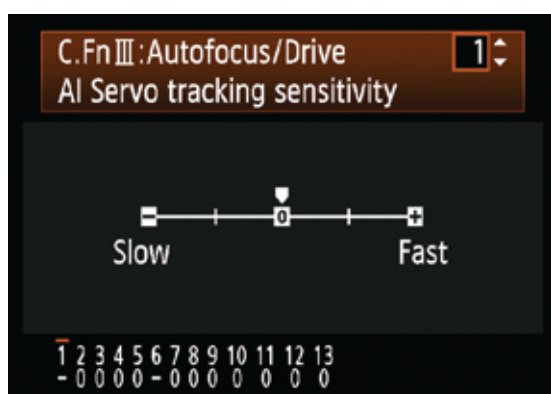 C.Fn III:Autofocus/Drive 1
AI Servo tracking sensitivity
- 0 +
Slow Fast
1 2 3 4 5 6 7 8 9 10 11 12 13
- 0 0 0 0 - 0 0 0 0 0 0 0